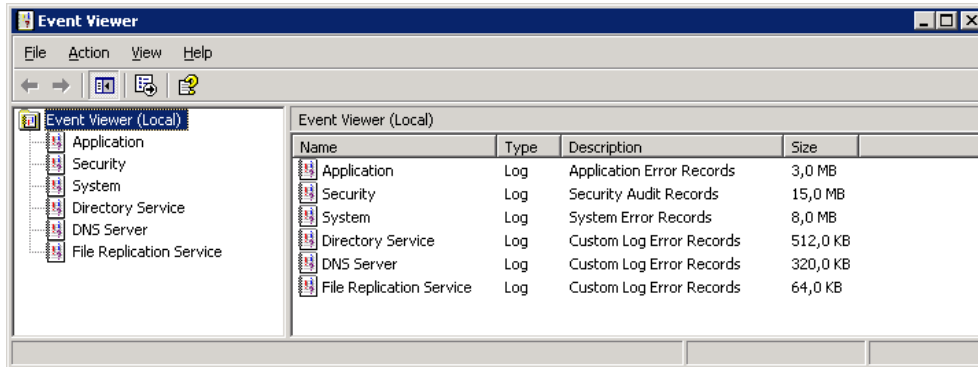 Event Viewer
File Action View Help
Event Viewer (Local)
Application
Security
System
Directory Service
DNS Server
File Replication Service
Event Viewer (Local)
Name Type Description Size
Application Log Application Error Records 3,0 MB
Security Log Security Audit Records 15,0 MB
System Log System Error Records 8,0 MB
Directory Service Log Custom Log Error Records 512,0 KB
DNS Server Log Custom Log Error Records 320,0 KB
File Replication Service Log Custom Log Error Records 64,0 KB